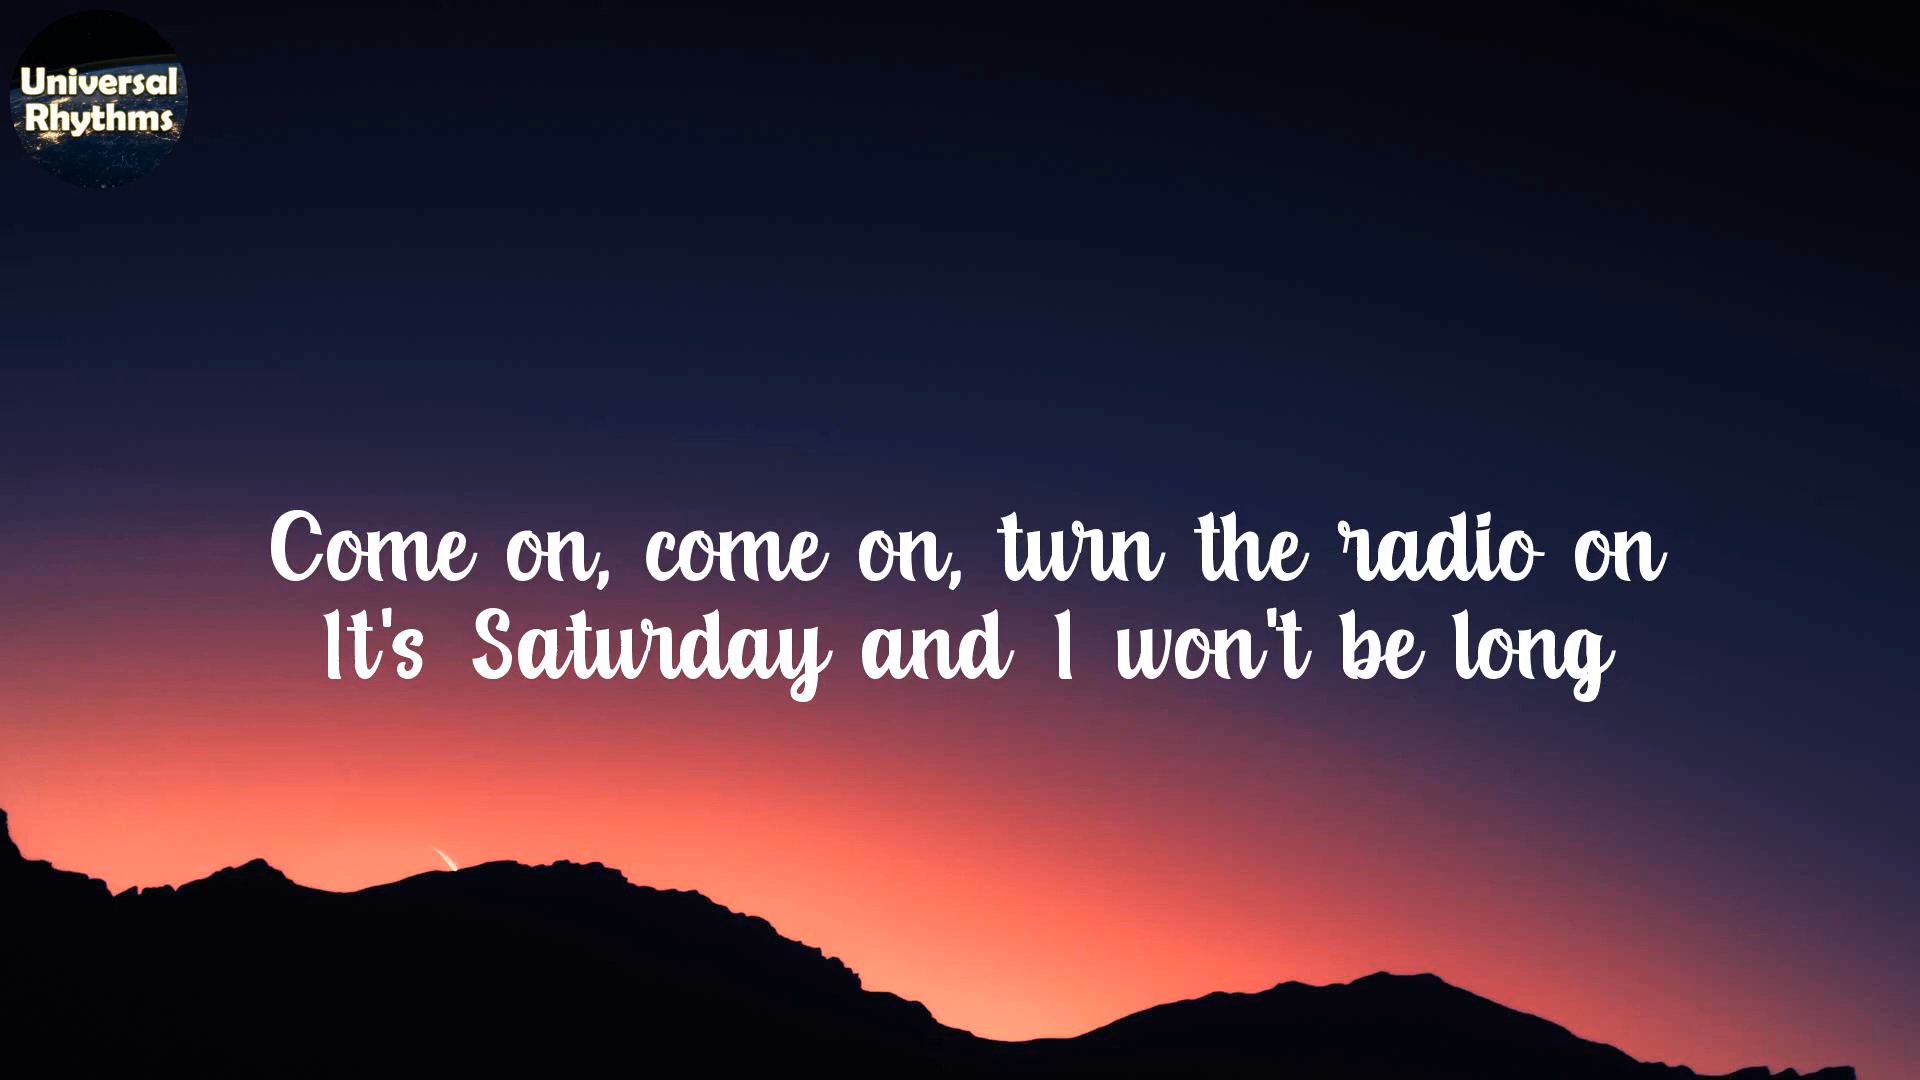 Universal
Rhythms
Come on, come on, turn the radio on
It's Saturday and I won't be long